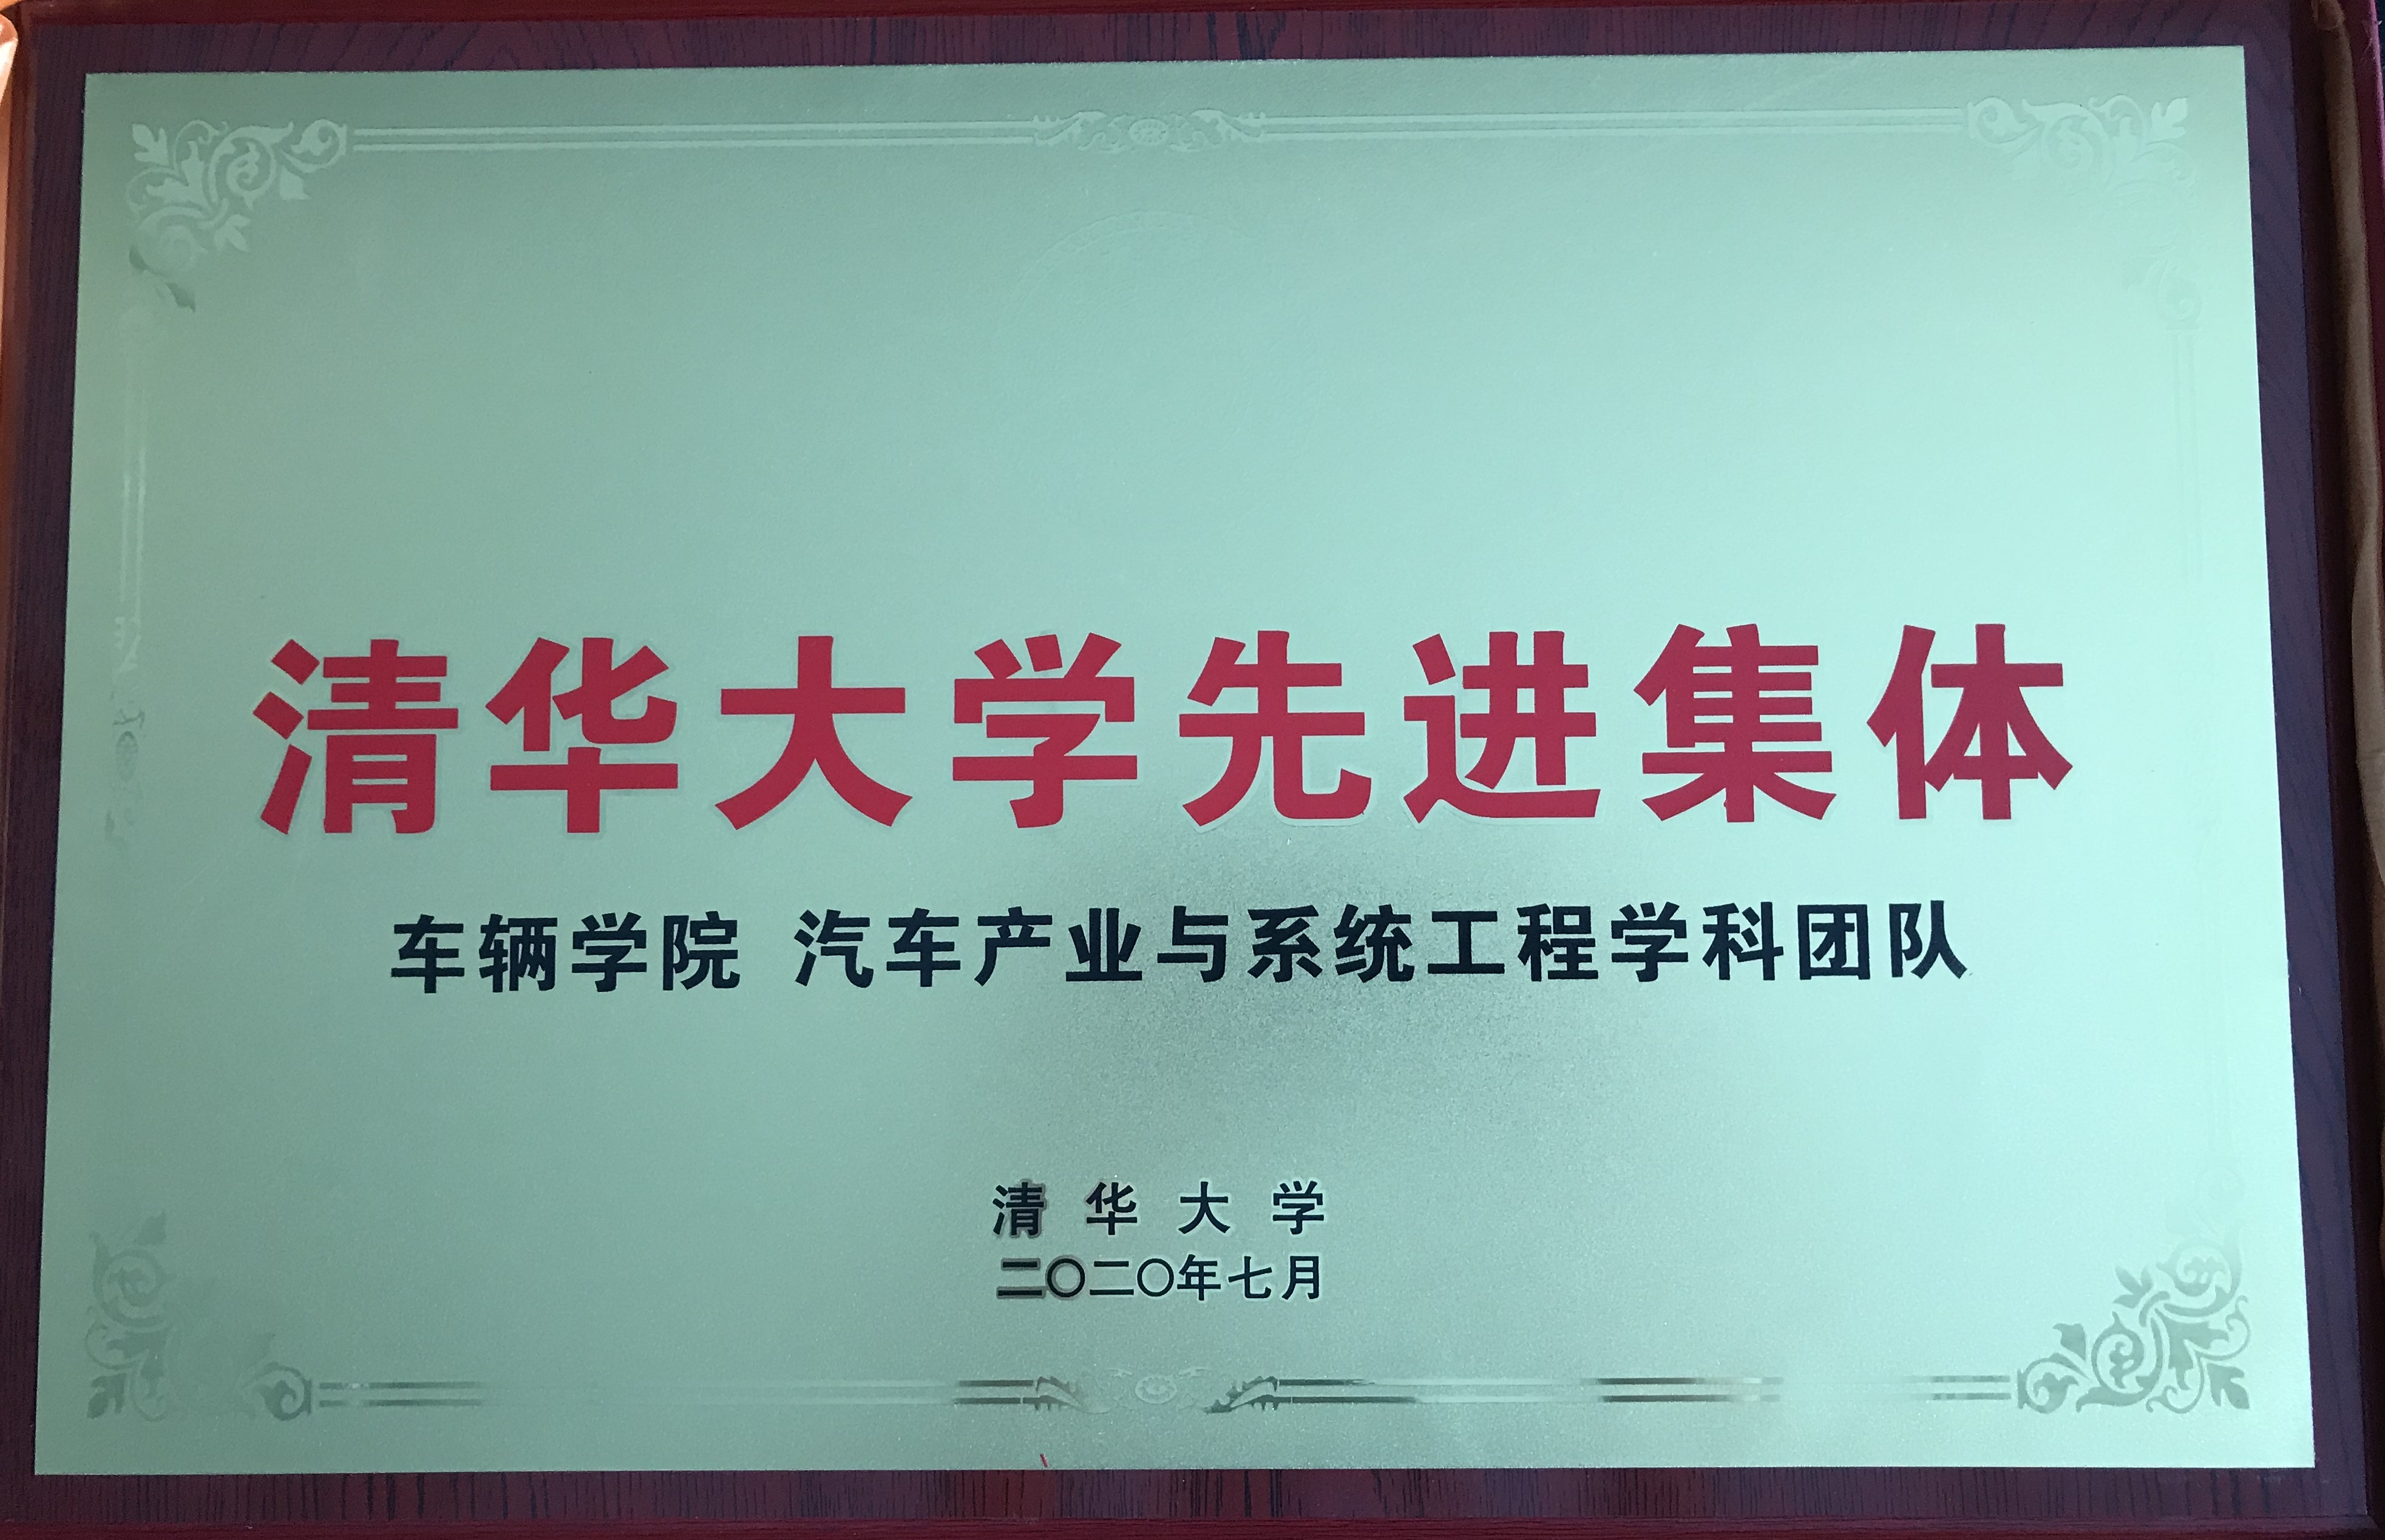 清华大学先进集体
车辆学院 汽车产业与系统工程学科团队
清华大学
二〇二〇年七月